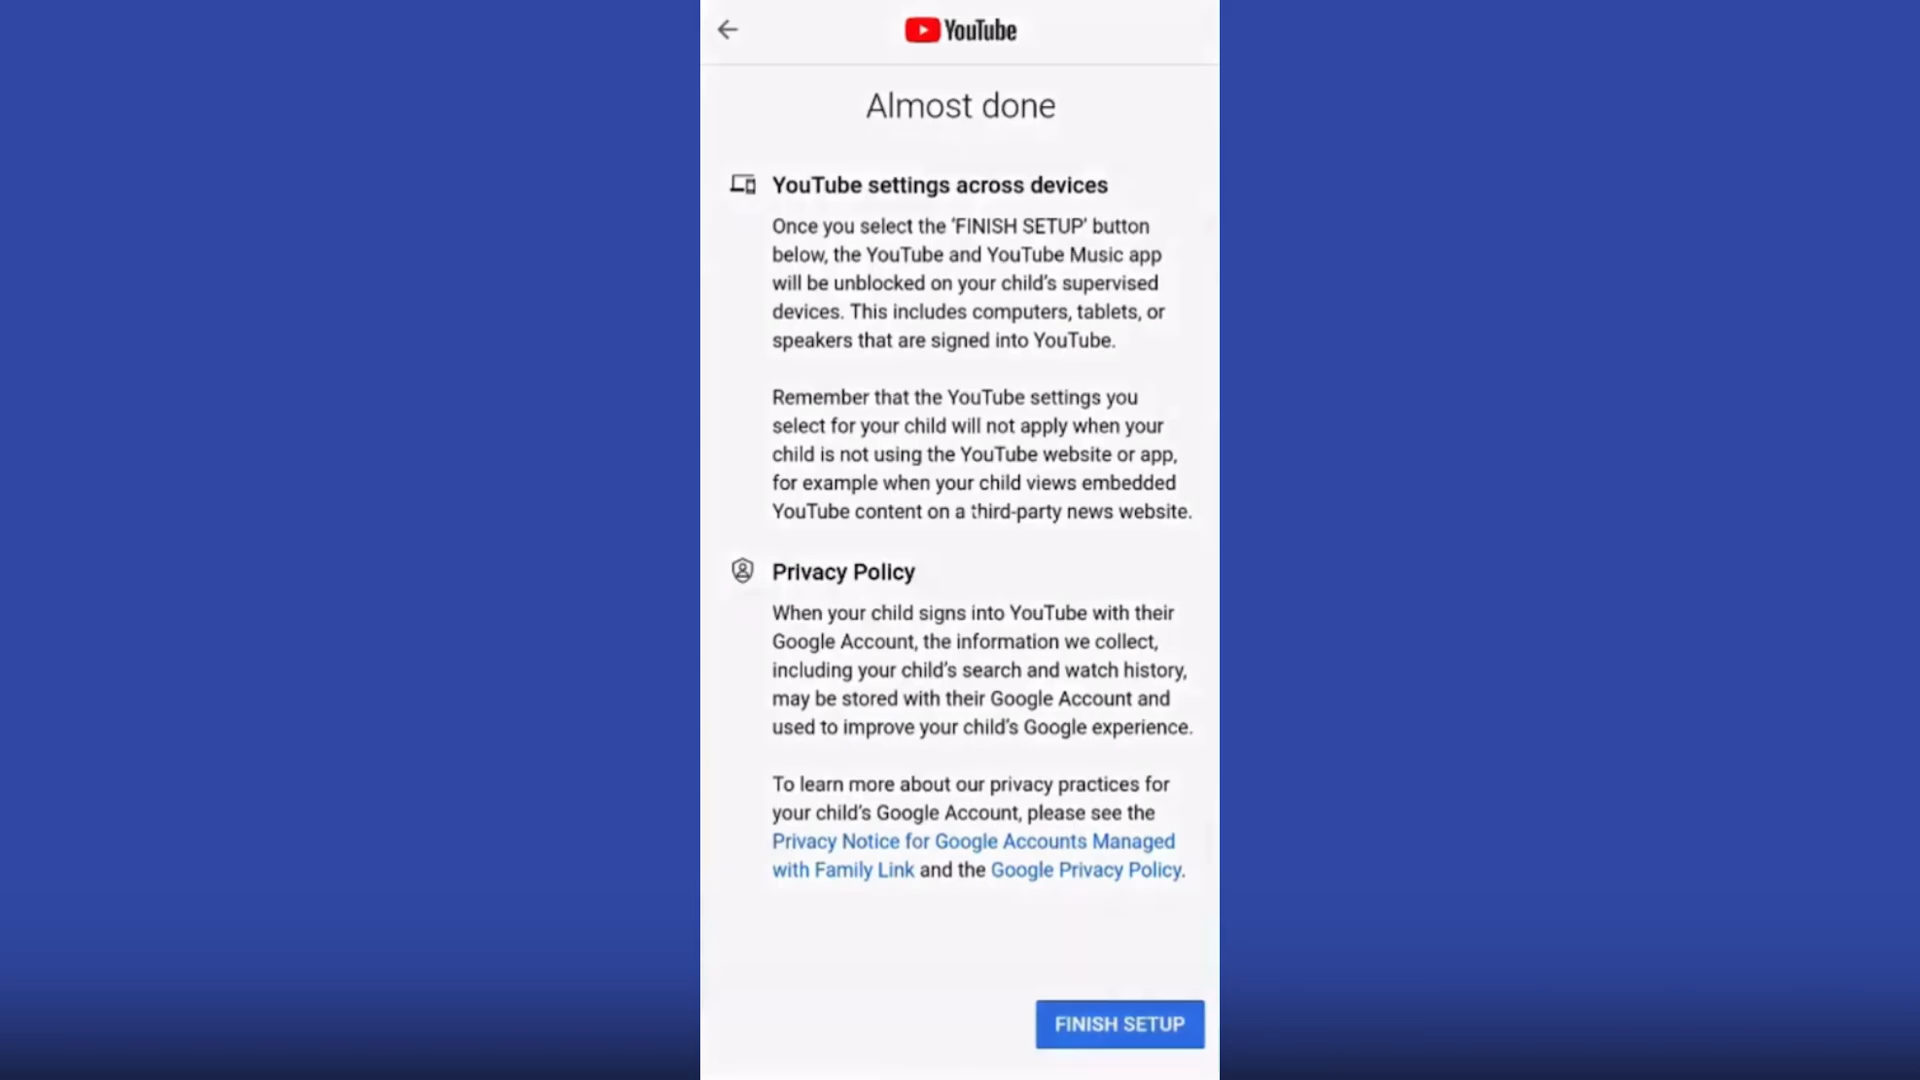 YouTube
Almost done
YouTube settings across devices
Once you select the ‘FINISH SETUP’ button
below, the YouTube and YouTube Music app
will be unblocked on your child’s supervised
devices. This includes computers, tablets, or
speakers that are signed into YouTube.
Remember that the YouTube settings you
select for your child will not apply when your
child is not using the YouTube website or app,
for example when your child views embedded
YouTube content on a third-party news website.
Privacy Policy
When your child signs into YouTube with their
Google Account, the information we collect,
including your child’s search and watch history,
may be stored with their Google Account and
used to improve your child’s Google experience.
To learn more about our privacy practices for
your child’s Google Account, please see the
Privacy Notice for Google Accounts Managed
with Family Link and the Google Privacy Policy.
FINISH SETUP